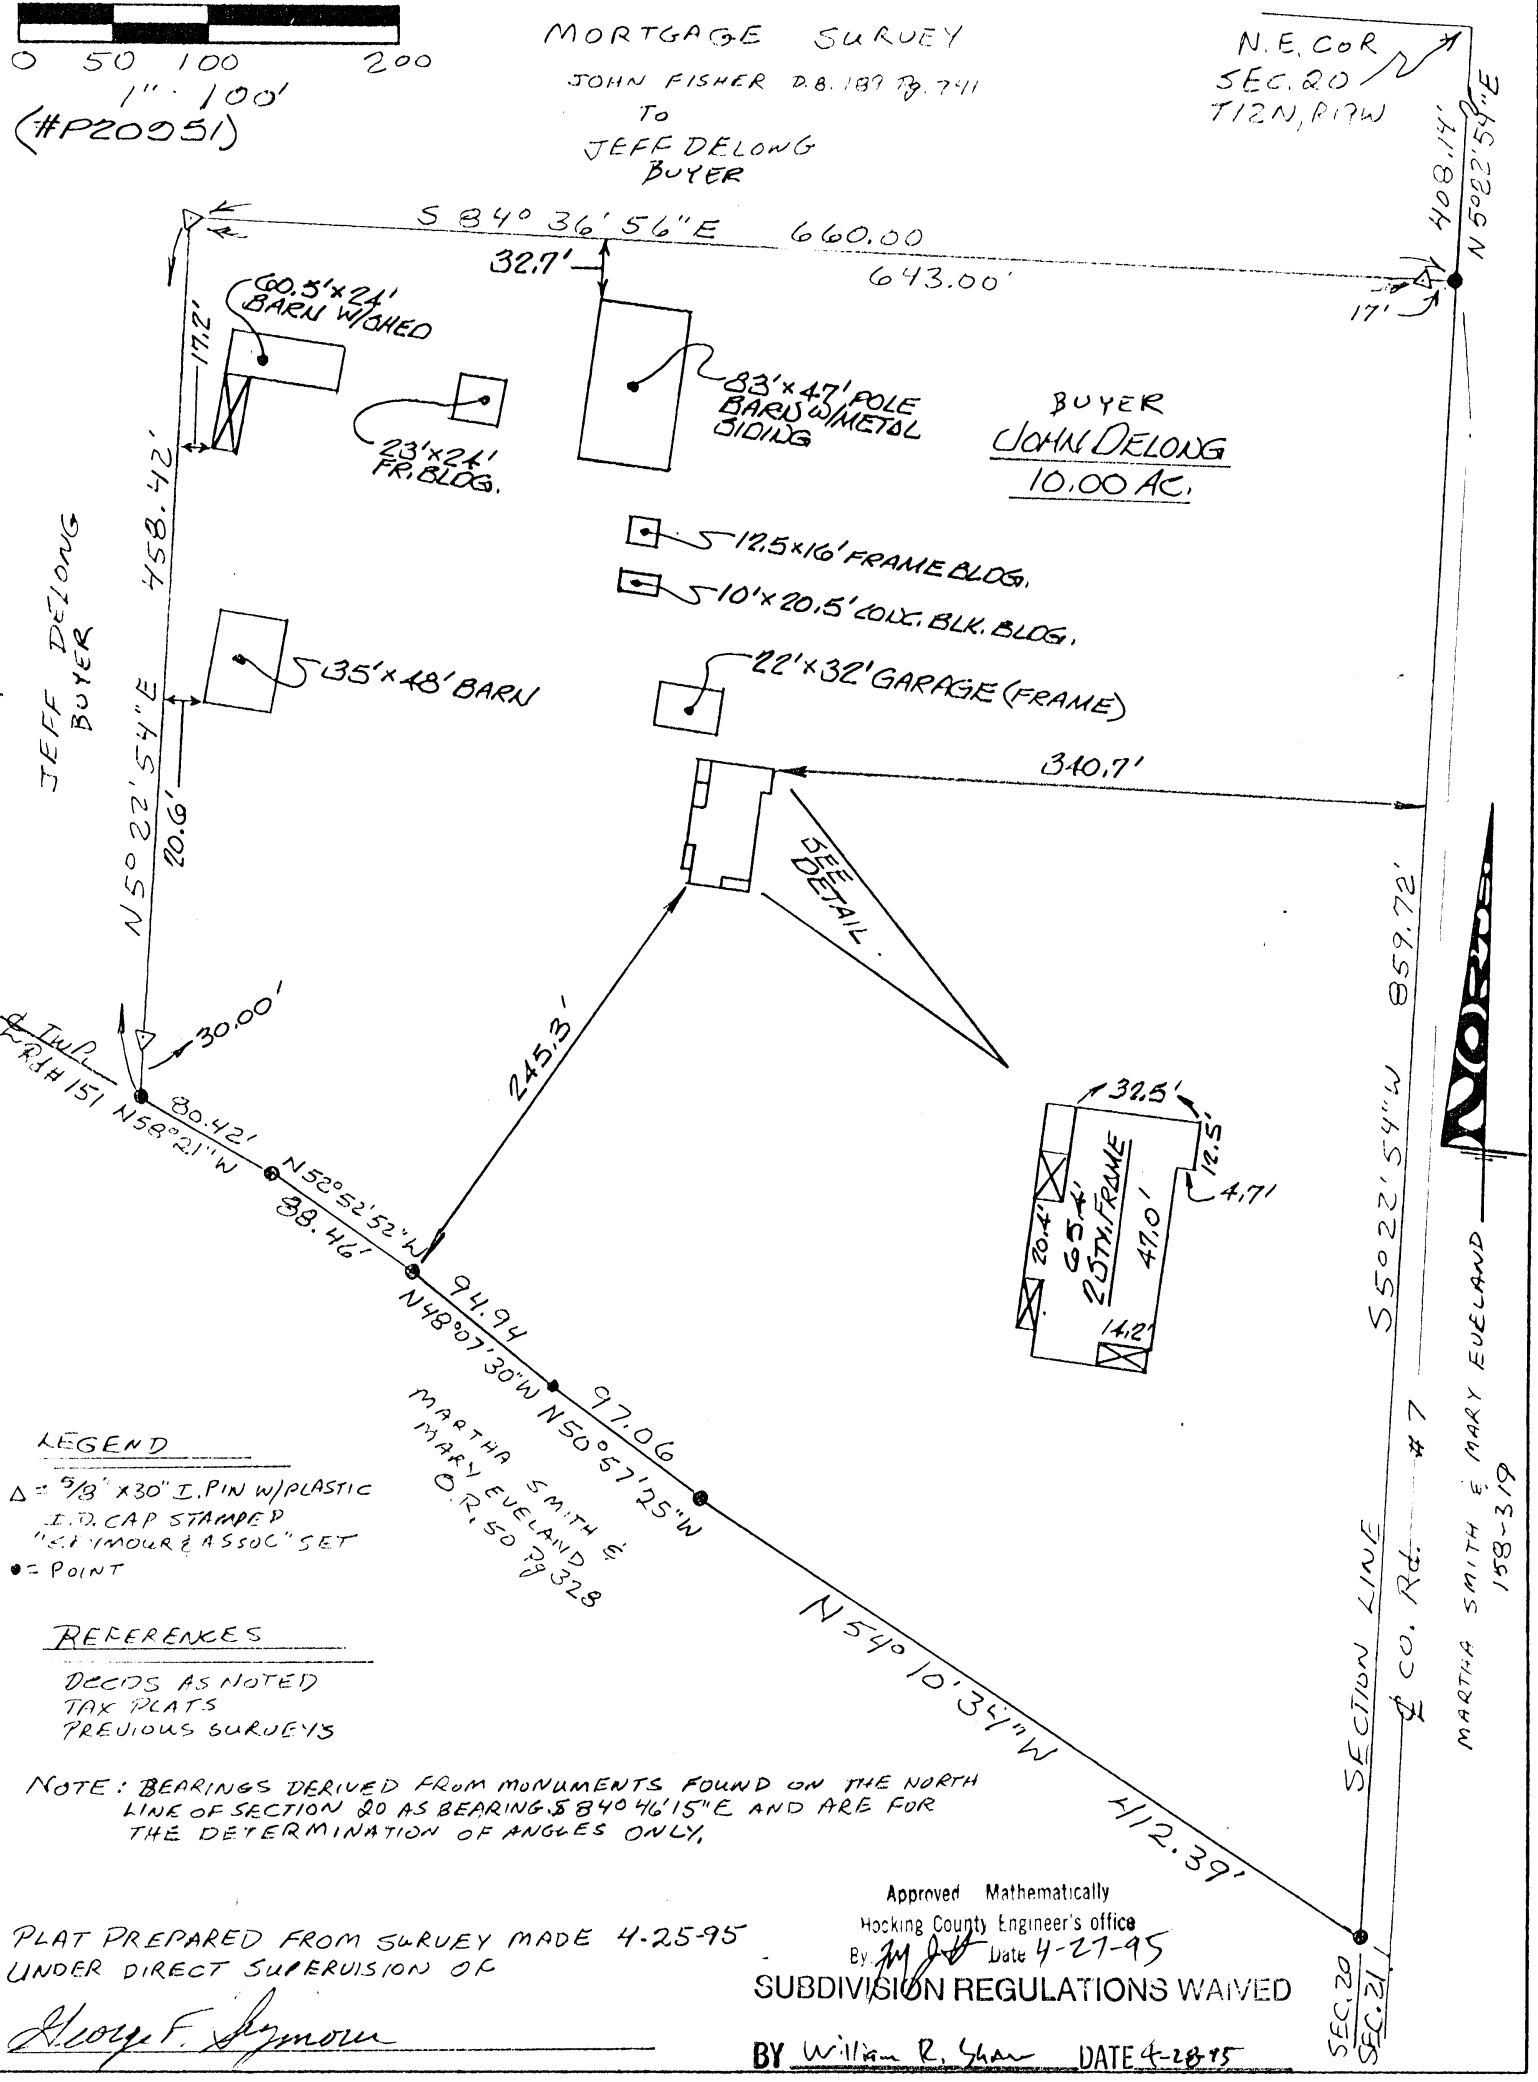 0 50 100 200
1" = 100'
(#P20951)
MORTGAGE SURVEY
JOHN FISHER D.B. 189 Pg. 741
TO
JEFF DELONG
BUYER
N.E. COR
SEC. 20
T12N, R17W
408.14'
N 5°22'54"E
S 84° 36' 56" E 660.00
643.00'
17'
32.7'
60.5'x24'
BARN W/SHED
17.2'
23'x24'
FR. BLDG.
83'x47' POLE
BARN W/METAL
SIDING
BUYER
JOHN DELONG
10.00 AC.
12.5x16' FRAME BLDG.
10'x20.5' CONC. BLK. BLDG.
22'x32' GARAGE (FRAME)
35'x48' BARN
JEFF DELONG
BUYER
N5° 22' 54" E 458.42'
20.6'
340.7'
SEE
DETAIL
245.3'
30.00'
℄ TWP.
Rd# 151
80.42'
N58°21"W
N52°52'52"W
88.46'
94.94
N48°07'30"W
97.06
N50°57'25"W
N54° 10'34"W
412.39'
32.5'
12.5'
4.7'
20.4'
65.4'
2 STY. FRAME
47.0'
14.2'
S5°22'54"W 859.72'
SECTION LINE
℄ CO. Rd. #7
NORTH
MARTHA SMITH & MARY EVELAND
158-319
MARTHA SMITH &
MARY EVELAND
O.R. 50 Pg 328
LEGEND
△ = 5/8" x30" I. PIN W/PLASTIC
I.D. CAP STAMPED
"SEYMOUR & ASSOC" SET
● = POINT
REFERENCES
DEEDS AS NOTED
TAX PLATS
PREVIOUS SURVEYS
NOTE: BEARINGS DERIVED FROM MONUMENTS FOUND ON THE NORTH
LINE OF SECTION 20 AS BEARING S 84° 46' 15" E AND ARE FOR
THE DETERMINATION OF ANGLES ONLY.
PLAT PREPARED FROM SURVEY MADE 4-25-95
UNDER DIRECT SUPERVISION OF
George F. Seymour
Approved Mathematically
Hocking County Engineer's office
By Date 4-27-95
SUBDIVISION REGULATIONS WAIVED
BY William R. Shaw DATE 4-28-95
SEC. 20
SEC. 21